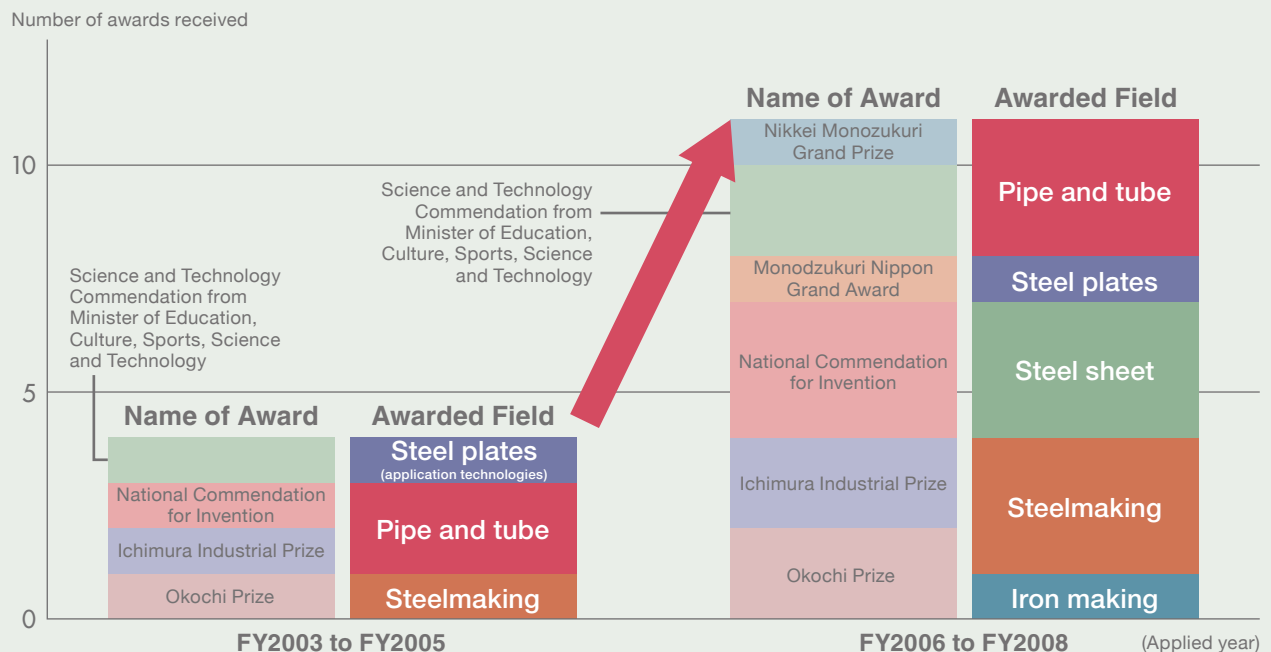 Number of awards received
10
5
0
Science and Technology
Commendation from
Minister of Education,
Culture, Sports, Science
and Technology
Name of Award
National Commendation
for Invention
Ichimura Industrial Prize
Okochi Prize
Awarded Field
Steel plates
(application technologies)
Pipe and tube
Steelmaking
FY2003 to FY2005
Science and Technology
Commendation from
Minister of Education,
Culture, Sports, Science
and Technology
Name of Award
Nikkei Monozukuri
Grand Prize
Monodzukuri Nippon
Grand Award
National Commendation
for Invention
Ichimura Industrial Prize
Okochi Prize
Awarded Field
Pipe and tube
Steel plates
Steel sheet
Steelmaking
Iron making
FY2006 to FY2008
(Applied year)